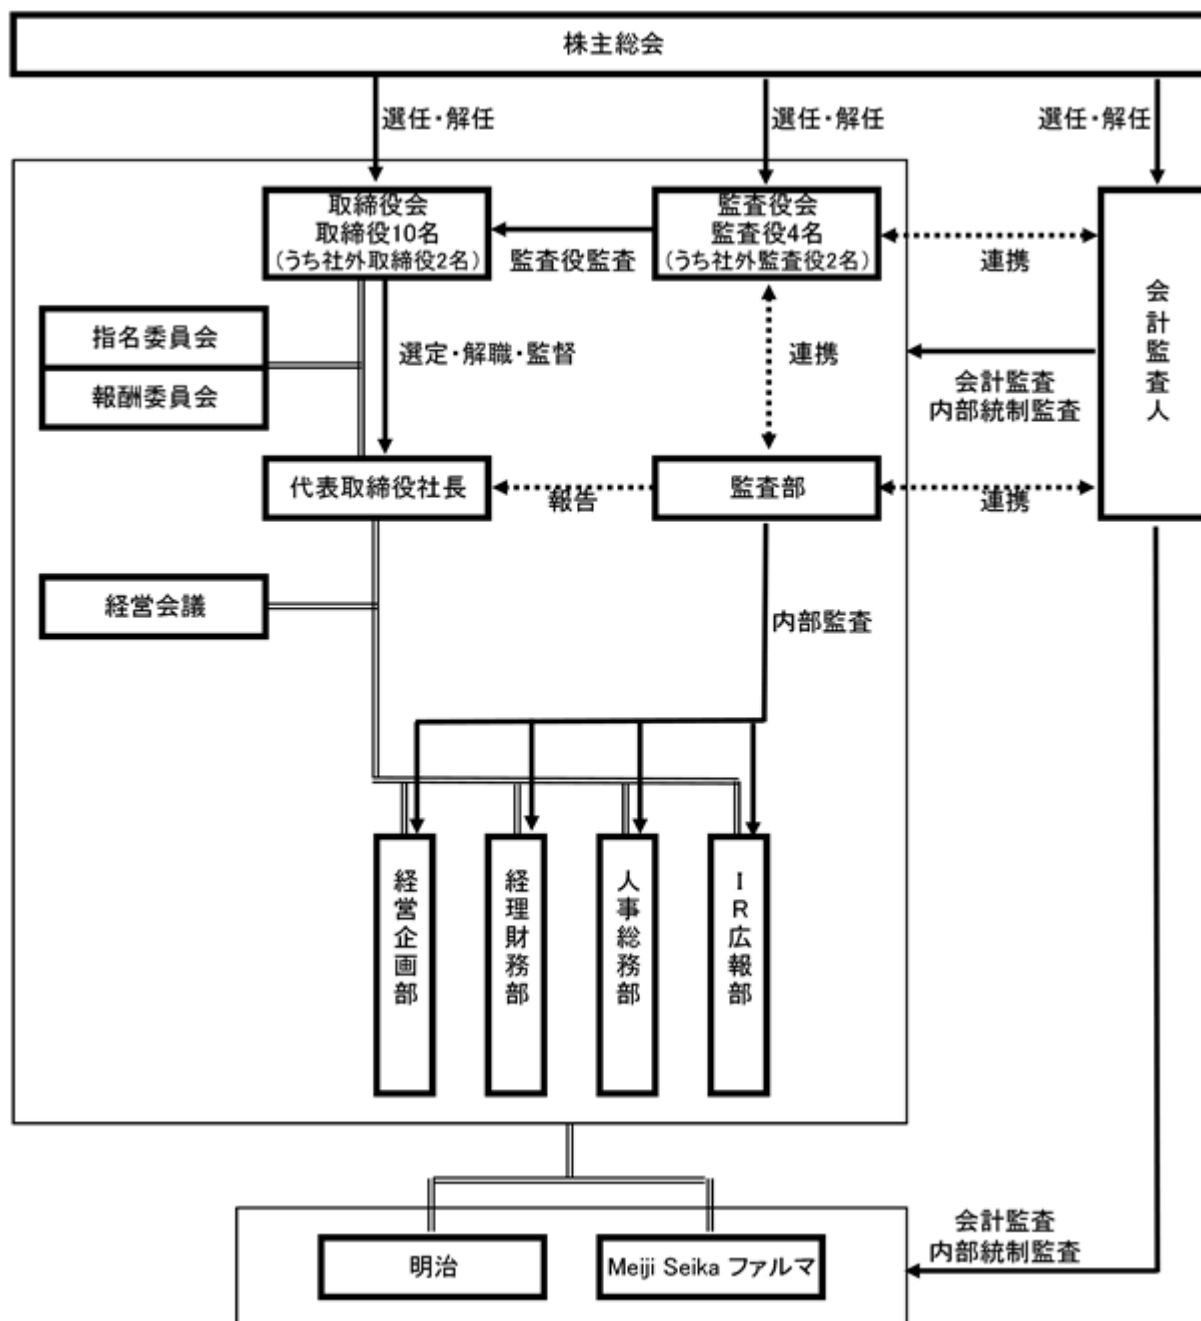 株主総会
選任・解任
選任・解任
選任・解任
取締役会
取締役10名
(うち社外取締役2名)
監査役監査
監査役会
監査役4名
(うち社外監査役2名)
連携
会計監査人
指名委員会
報酬委員会
選定・解職・監督
連携
会計監査
内部統制監査
代表取締役社長
報告
監査部
連携
経営会議
内部監査
経営企画部
経理財務部
人事総務部
IR広報部
会計監査
内部統制監査
明治
Meiji Seika ファルマ